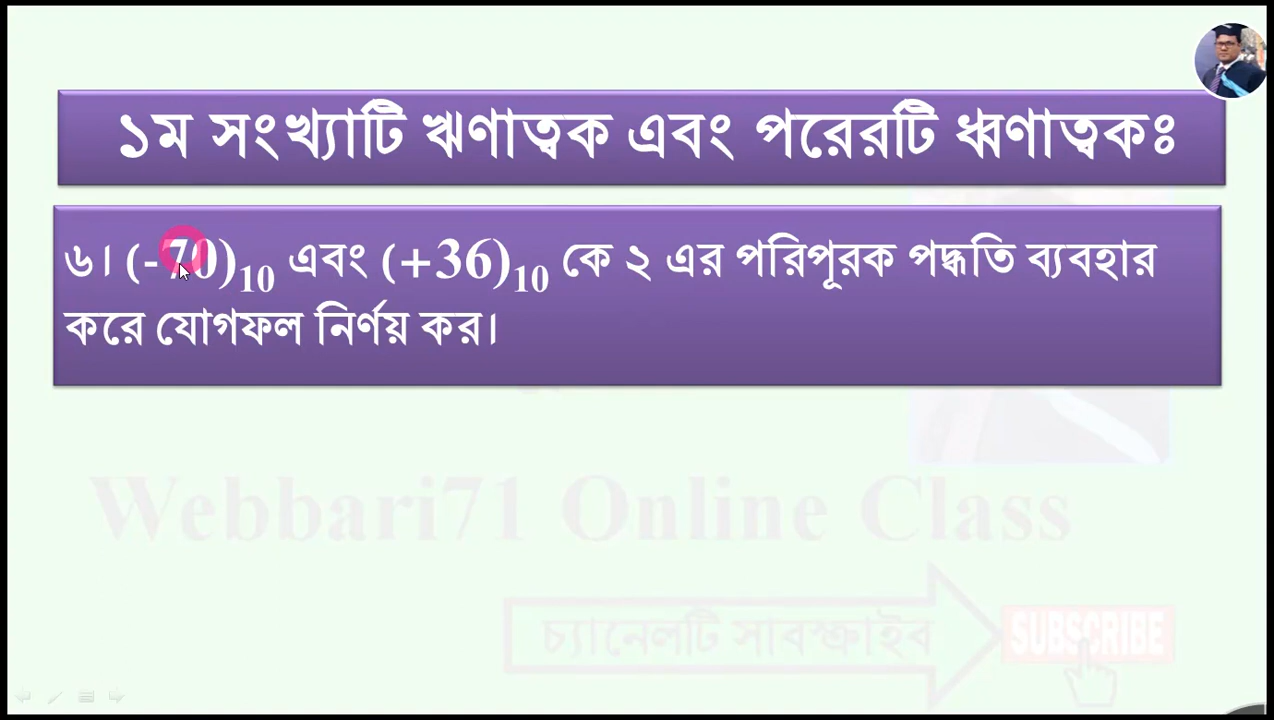 ১ম সংখ্যাটি ঋণাত্বক এবং পরেরটি ধ্বণাত্বকঃ
৬। (-70)10 এবং (+36)10 কে ২ এর পরিপূরক পদ্ধতি ব্যবহার
করে যোগফল নির্ণয় কর।
Webbari71 Online Class
চ্যানেলটি সাবস্ক্রাইব
SUBSCRIBE